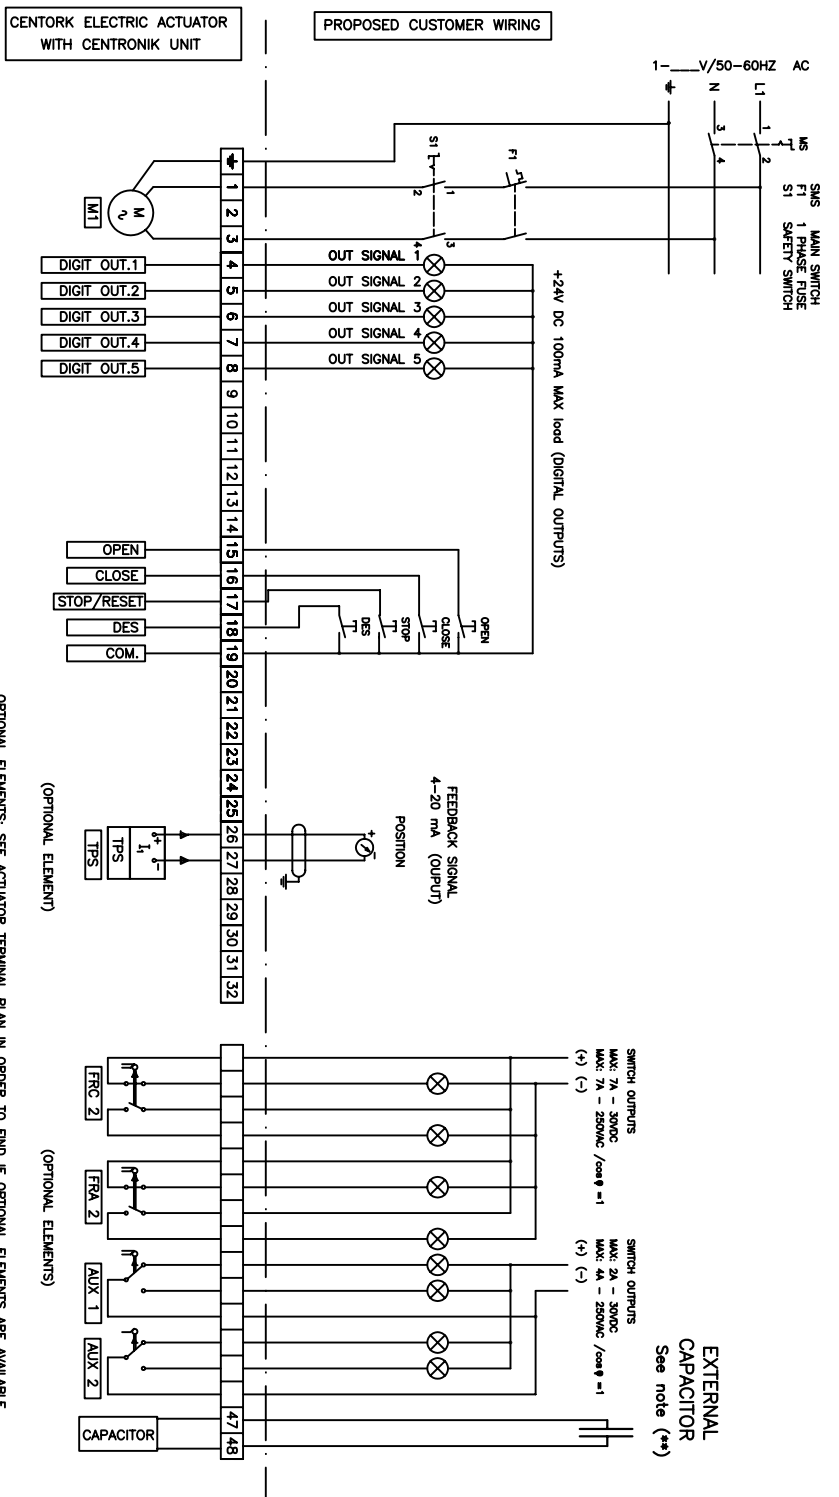 CENTORK ELECTRIC ACTUATOR
WITH CENTRONIK UNIT
PROPOSED CUSTOMER WIRING
1-___V/50-60HZ AC
N
L1
1
2
3
4
MS
SMS MAIN SWITCH
F1 1 PHASE FUSE
S1 SAFETY SWITCH
S1
F1
1
2
3
4
M
M1
1
2
3
4
5
6
7
8
9
10
11
12
13
14
15
16
17
18
19
20
21
22
23
24
25
26
27
28
29
30
31
32
DIGIT OUT.1
DIGIT OUT.2
DIGIT OUT.3
DIGIT OUT.4
DIGIT OUT.5
OUT SIGNAL 1
OUT SIGNAL 2
OUT SIGNAL 3
OUT SIGNAL 4
OUT SIGNAL 5
+24V DC 100mA MAX load (DIGITAL OUTPUTS)
OPEN
CLOSE
STOP/RESET
DES
COM.
DES
STOP
CLOSE
OPEN
FEEDBACK SIGNAL
4-20 mA (OUPUT)
POSITION
+
-
+
I1
-
TPS
TPS
(OPTIONAL ELEMENT)
SWITCH OUTPUTS
MAX: 7A - 30VDC
MAX: 7A - 250VAC /cosφ=1
(+) (-)
FRC 2
FRA 2
SWITCH OUTPUTS
MAX: 2A - 30VDC
MAX: 4A - 250VAC /cosφ=1
(+) (-)
AUX 1
AUX 2
(OPTIONAL ELEMENTS)
EXTERNAL
CAPACITOR
See note (**)
47
48
CAPACITOR
OPTIONAL ELEMENTS: SEE ACTUATOR TERMINAL PLAN IN ORDER TO FIND IF OPTIONAL ELEMENTS ARE AVAILABLE